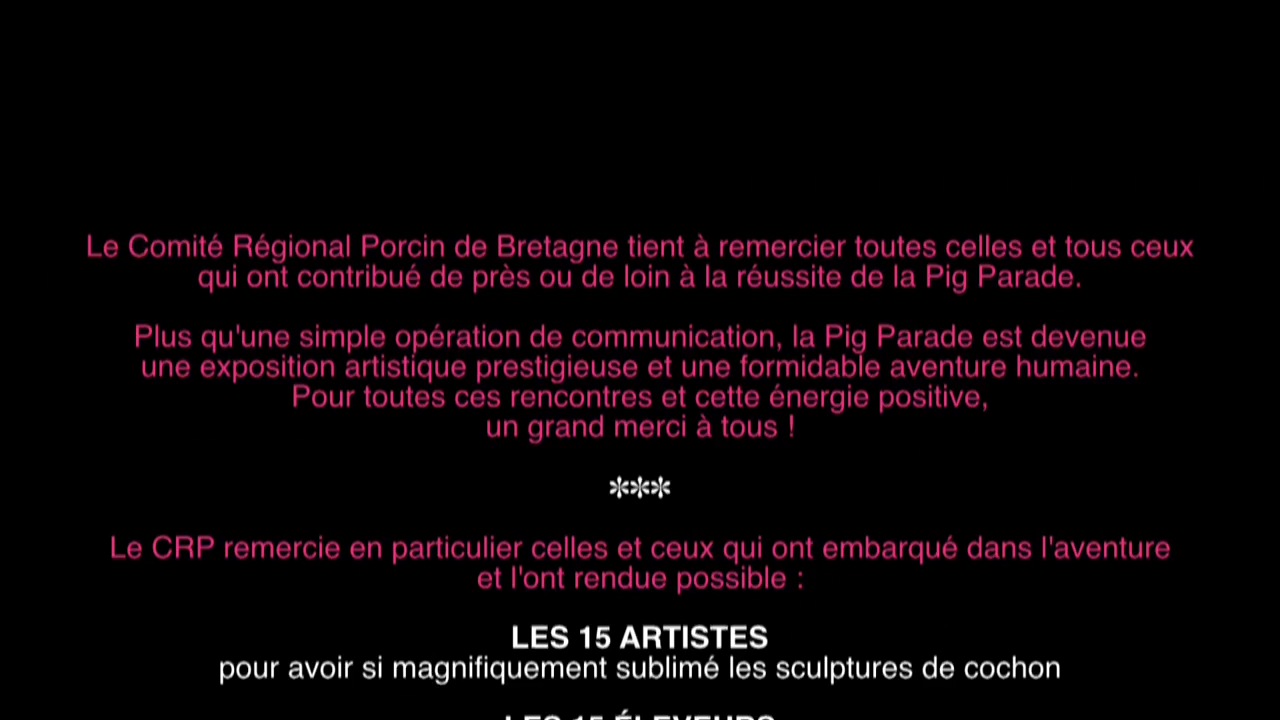 Le Comité Régional Porcin de Bretagne tient à remercier toutes celles et tous ceux
qui ont contribué de près ou de loin à la réussite de la Pig Parade.
Plus qu'une simple opération de communication, la Pig Parade est devenue
une exposition artistique prestigieuse et une formidable aventure humaine.
Pour toutes ces rencontres et cette énergie positive,
un grand merci à tous !
***
Le CRP remercie en particulier celles et ceux qui ont embarqué dans l'aventure
et l'ont rendue possible :
LES 15 ARTISTES
pour avoir si magnifiquement sublimé les sculptures de cochon
LES 15 ÉLEVEURS